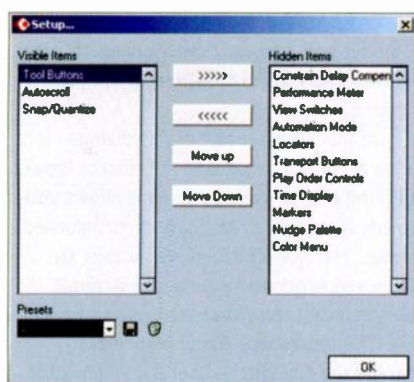 Setup...
Visible Items
Tool Buttons
Autoscroll
Snap/Quantize
>>>>>
<<<<<
Move up
Move Down
Hidden Items
Constrain Delay Compen
Performance Meter
View Switches
Automation Mode
Locators
Transport Buttons
Play Order Controls
Time Display
Markers
Nudge Palette
Color Menu
Presets
OK